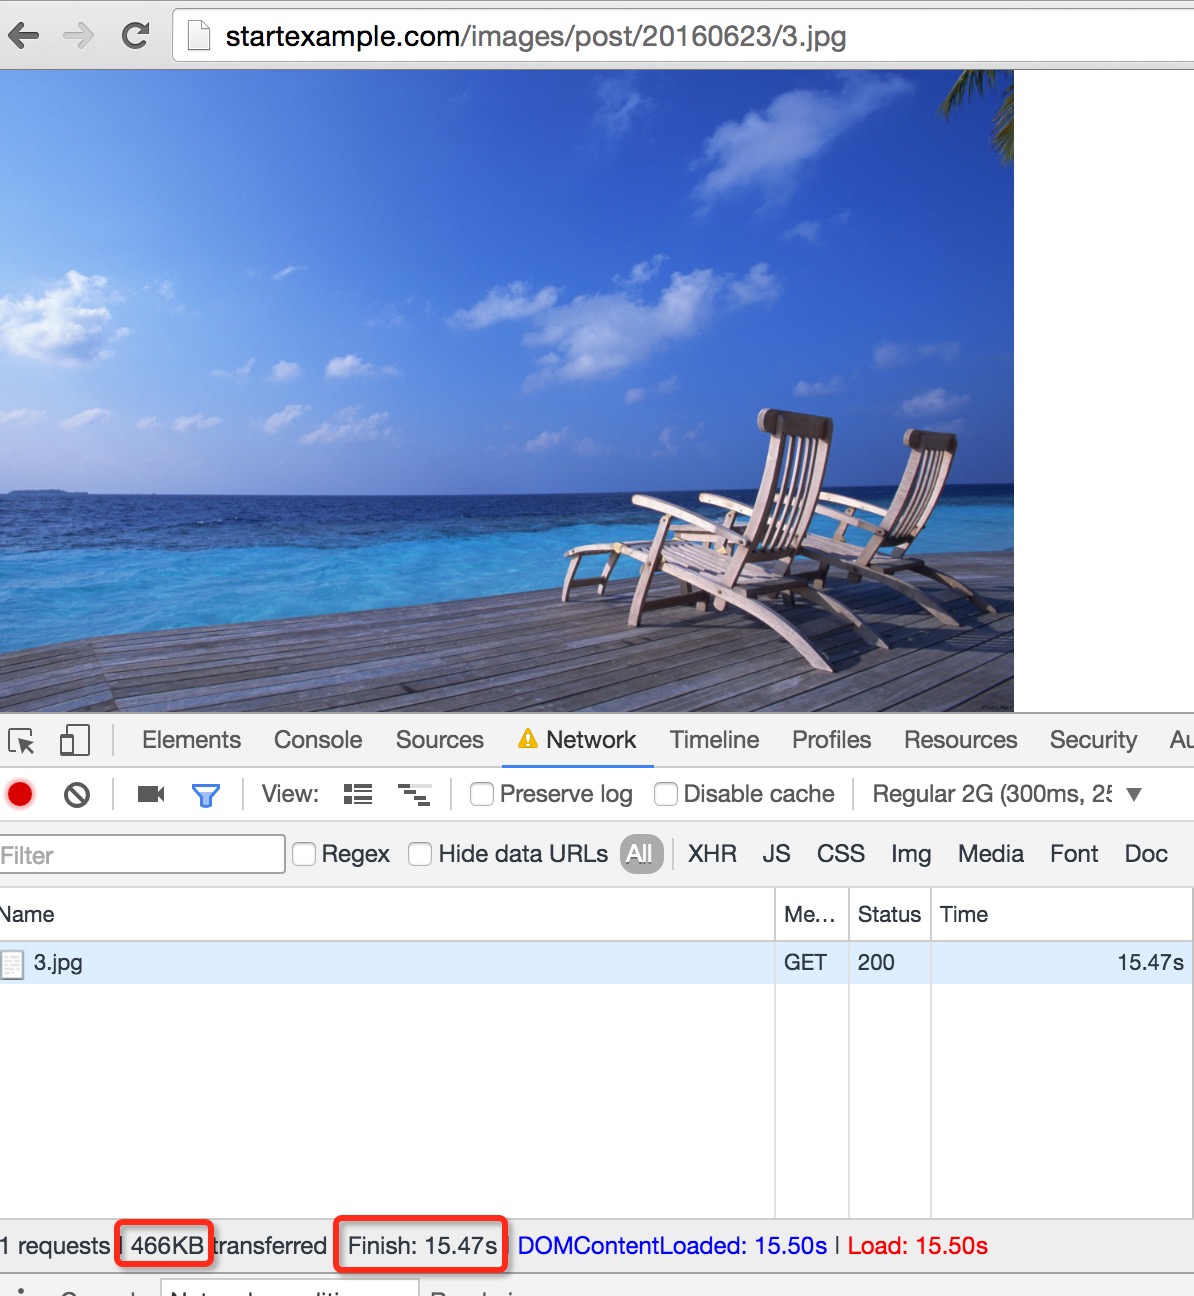 startexample.com/images/post/20160623/3.jpg
Elements Console Sources Network Timeline Profiles Resources Security Au
View: Preserve log Disable cache Regular 2G (300ms, 25
Filter Regex Hide data URLs All XHR JS CSS Img Media Font Doc
Name Me... Status Time
3.jpg GET 200 15.47s
1 requests | 466KB transferred Finish: 15.47s | DOMContentLoaded: 15.50s | Load: 15.50s